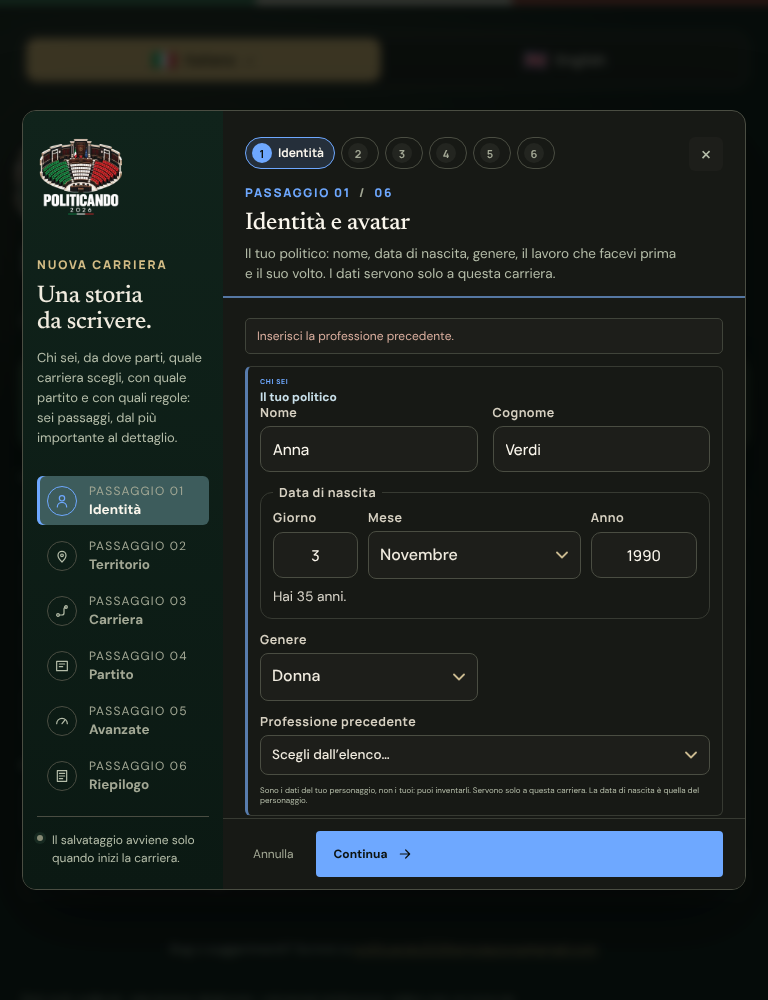 POLITICANDO
2026
NUOVA CARRIERA
Una storia
da scrivere.
Chi sei, da dove parti, quale
carriera scegli, con quale
partito e con quali regole:
sei passaggi, dal più
importante al dettaglio.
PASSAGGIO 01
Identità
PASSAGGIO 02
Territorio
PASSAGGIO 03
Carriera
PASSAGGIO 04
Partito
PASSAGGIO 05
Avanzate
PASSAGGIO 06
Riepilogo
Il salvataggio avviene solo
quando inizi la carriera.
1 Identità 2 3 4 5 6 ×
PASSAGGIO 01 / 06
Identità e avatar
Il tuo politico: nome, data di nascita, genere, il lavoro che facevi prima
e il suo volto. I dati servono solo a questa carriera.
Inserisci la professione precedente.
CHI SEI
Il tuo politico
Nome Cognome
Anna Verdi
Data di nascita
Giorno Mese Anno
3 Novembre 1990
Hai 35 anni.
Genere
Donna
Professione precedente
Scegli dall'elenco…
Sono i dati del tuo personaggio, non i tuoi: puoi inventarli. Servono solo a questa carriera. La data di nascita è quella del
personaggio.
Annulla Continua →